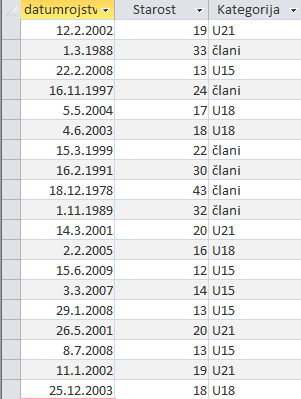 datumrojstv Starost Kategorija
12.2.2002 19 U21
1.3.1988 33 člani
22.2.2008 13 U15
16.11.1997 24 člani
5.5.2004 17 U18
4.6.2003 18 U18
15.3.1999 22 člani
16.2.1991 30 člani
18.12.1978 43 člani
1.11.1989 32 člani
14.3.2001 20 U21
2.2.2005 16 U18
15.6.2009 12 U15
3.3.2007 14 U15
29.1.2008 13 U15
26.5.2001 20 U21
8.7.2008 13 U15
11.1.2002 19 U21
25.12.2003 18 U18